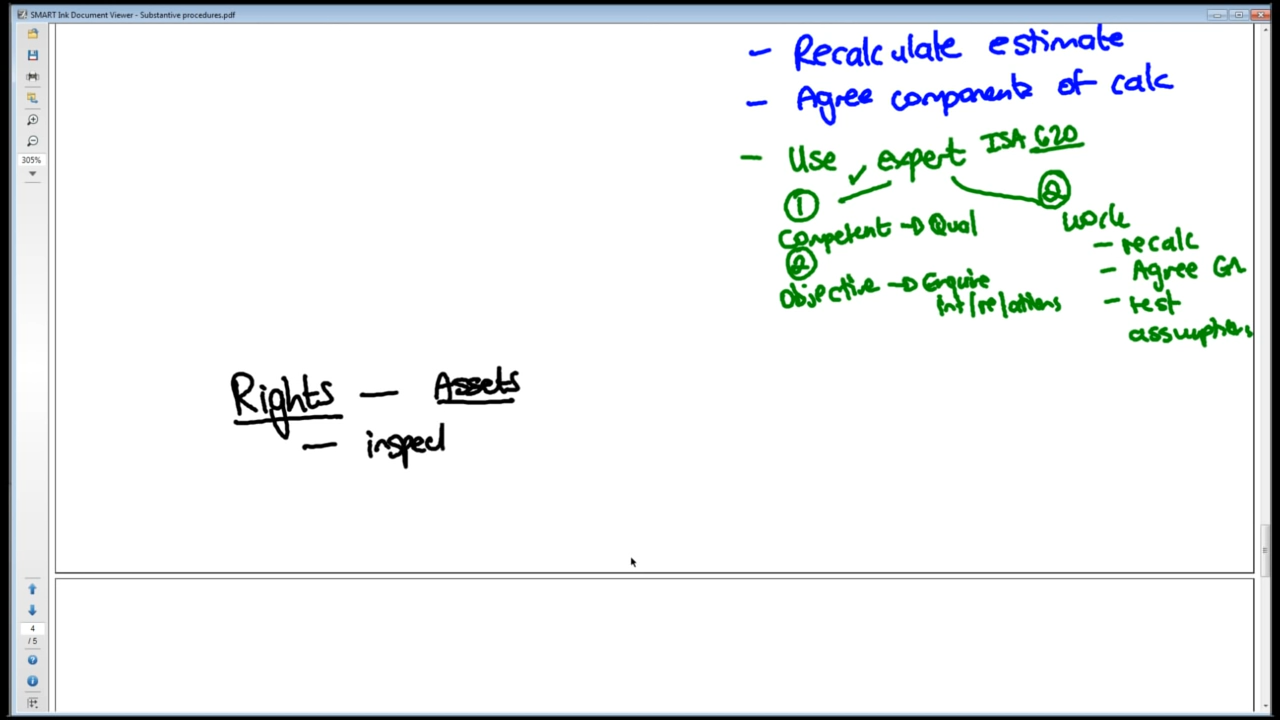 SMART Ink Document Viewer - Substantive procedures.pdf
- Recalculate estimate
- Agree components of calc
- Use expert ISA 620
①
Competent → Qual
②
Objective → Enquire
int/relations
②
Work
- recalc
- Agree GL
- test
assumptions
Rights - Assets
- inspect
305%
4
/ 5